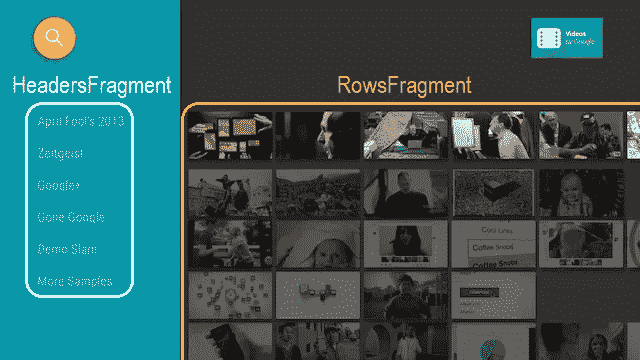 Videos
by Google
HeadersFragment
RowsFragment
April Fool's 2013
Zeitgeist
Google+
Gone Google
Demo Slam
More Samples
Cool Links
Coffee Snobs
Coffee Snobs